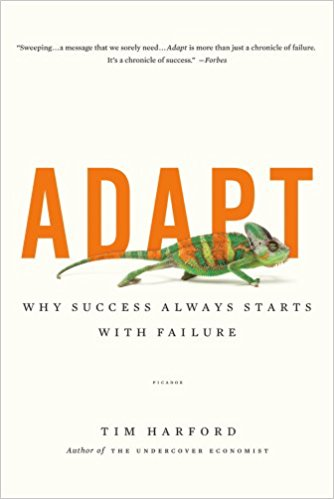 “Sweeping…a message that we surely need…Adapt is more than just a chronicle of failure.
It’s a chronicle of success.” —Forbes
ADAPT
WHY SUCCESS ALWAYS STARTS
WITH FAILURE
PICADOR
TIM HARFORD
Author of THE UNDERCOVER ECONOMIST